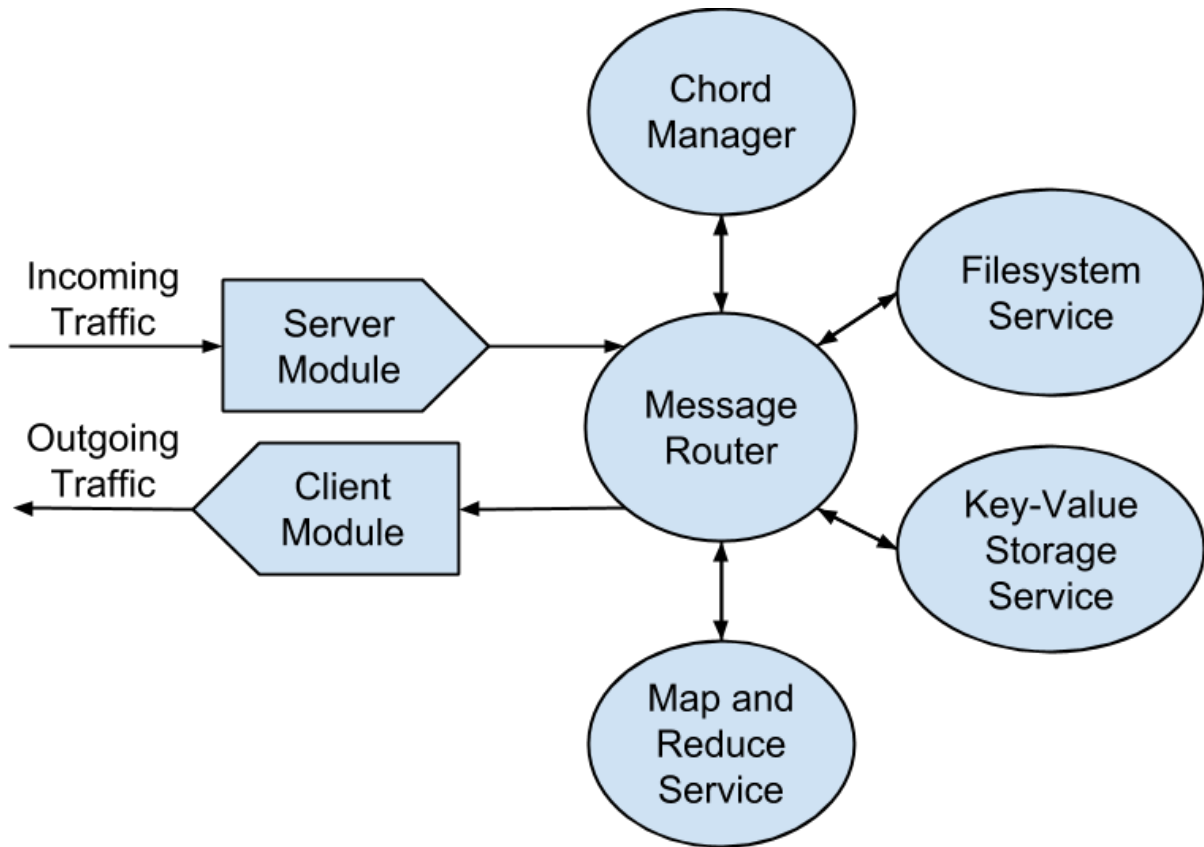 Chord
Manager
Incoming
Traffic
Server
Module
Filesystem
Service
Message
Router
Outgoing
Traffic
Client
Module
Key-Value
Storage
Service
Map and
Reduce
Service